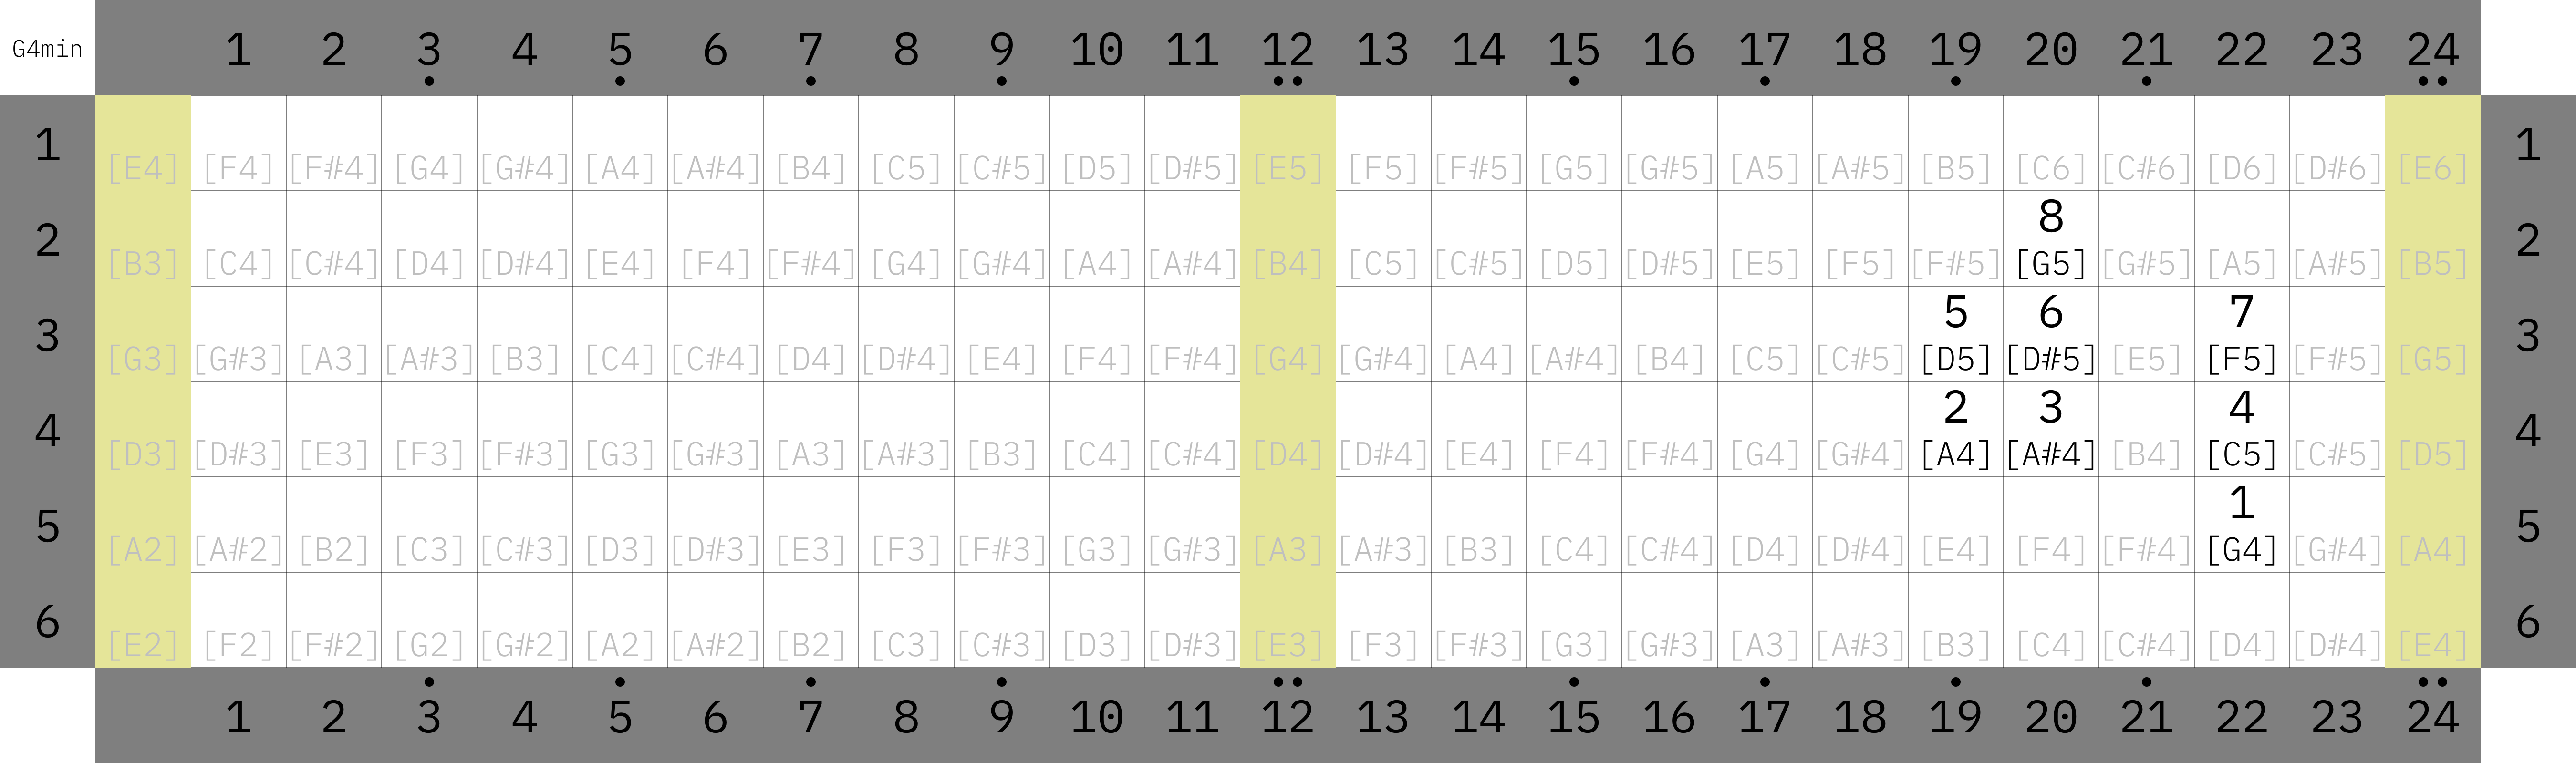 G4min 1 2 3 4 5 6 7 8 9 10 11 12 13 14 15 16 17 18 19 20 21 22 23 24
1 [E4] [F4] [F#4] [G4] [G#4] [A4] [A#4] [B4] [C5] [C#5] [D5] [D#5] [E5] [F5] [F#5] [G5] [G#5] [A5] [A#5] [B5] [C6] [C#6] [D6] [D#6] [E6] 1
8
2 [B3] [C4] [C#4] [D4] [D#4] [E4] [F4] [F#4] [G4] [G#4] [A4] [A#4] [B4] [C5] [C#5] [D5] [D#5] [E5] [F5] [F#5] [G5] [G#5] [A5] [A#5] [B5] 2
5 6 7
3 [G3] [G#3] [A3] [A#3] [B3] [C4] [C#4] [D4] [D#4] [E4] [F4] [F#4] [G4] [G#4] [A4] [A#4] [B4] [C5] [C#5] [D5] [D#5] [E5] [F5] [F#5] [G5] 3
2 3 4
4 [D3] [D#3] [E3] [F3] [F#3] [G3] [G#3] [A3] [A#3] [B3] [C4] [C#4] [D4] [D#4] [E4] [F4] [F#4] [G4] [G#4] [A4] [A#4] [B4] [C5] [C#5] [D5] 4
1
5 [A2] [A#2] [B2] [C3] [C#3] [D3] [D#3] [E3] [F3] [F#3] [G3] [G#3] [A3] [A#3] [B3] [C4] [C#4] [D4] [D#4] [E4] [F4] [F#4] [G4] [G#4] [A4] 5
6 [E2] [F2] [F#2] [G2] [G#2] [A2] [A#2] [B2] [C3] [C#3] [D3] [D#3] [E3] [F3] [F#3] [G3] [G#3] [A3] [A#3] [B3] [C4] [C#4] [D4] [D#4] [E4] 6
1 2 3 4 5 6 7 8 9 10 11 12 13 14 15 16 17 18 19 20 21 22 23 24